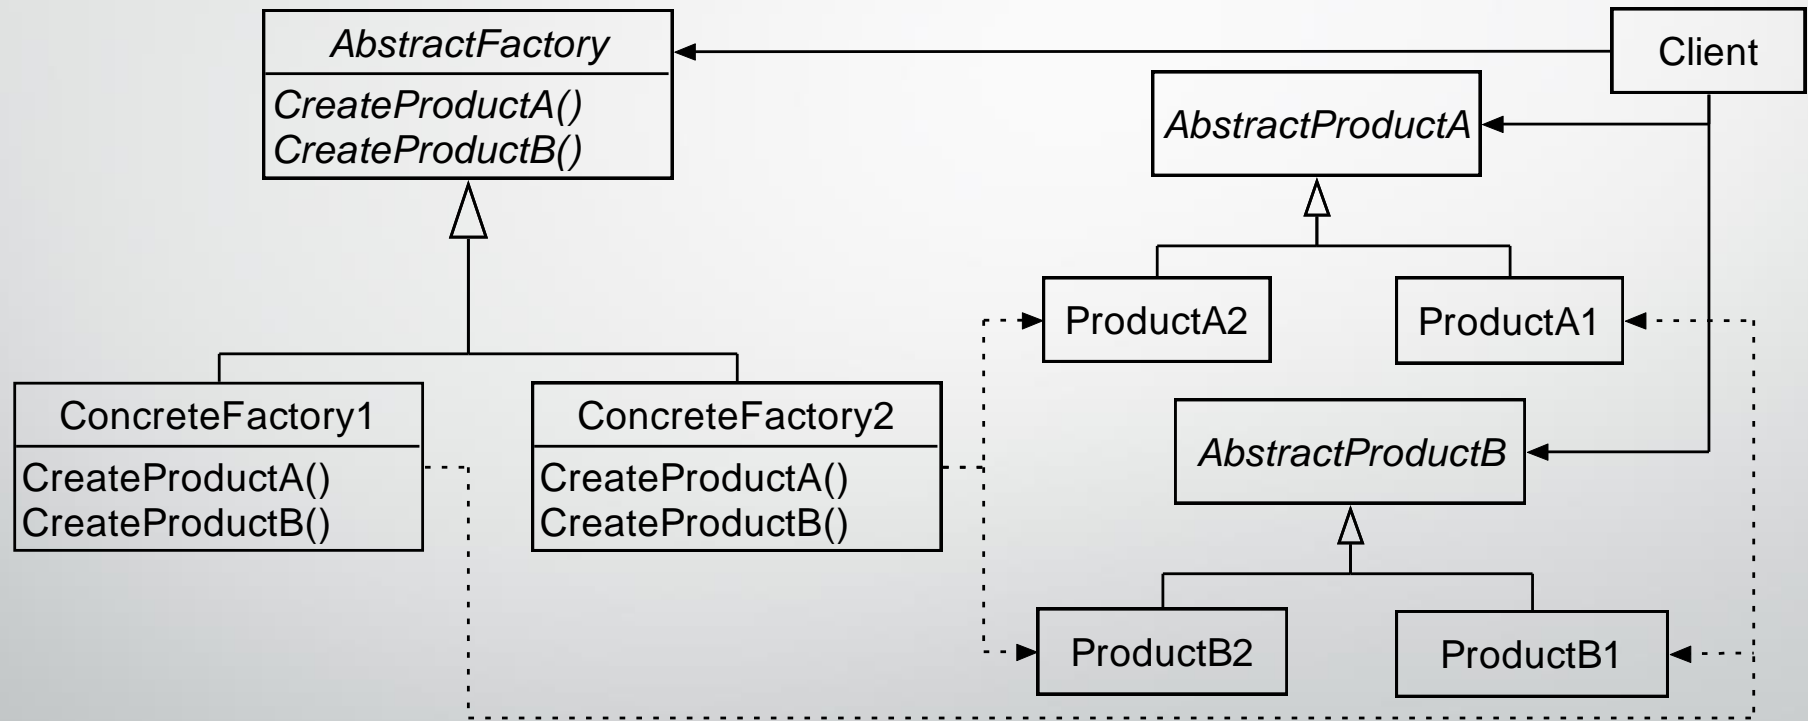 AbstractFactory
CreateProductA()
CreateProductB()
Client
AbstractProductA
ProductA2
ProductA1
ConcreteFactory1
CreateProductA()
CreateProductB()
ConcreteFactory2
CreateProductA()
CreateProductB()
AbstractProductB
ProductB2
ProductB1